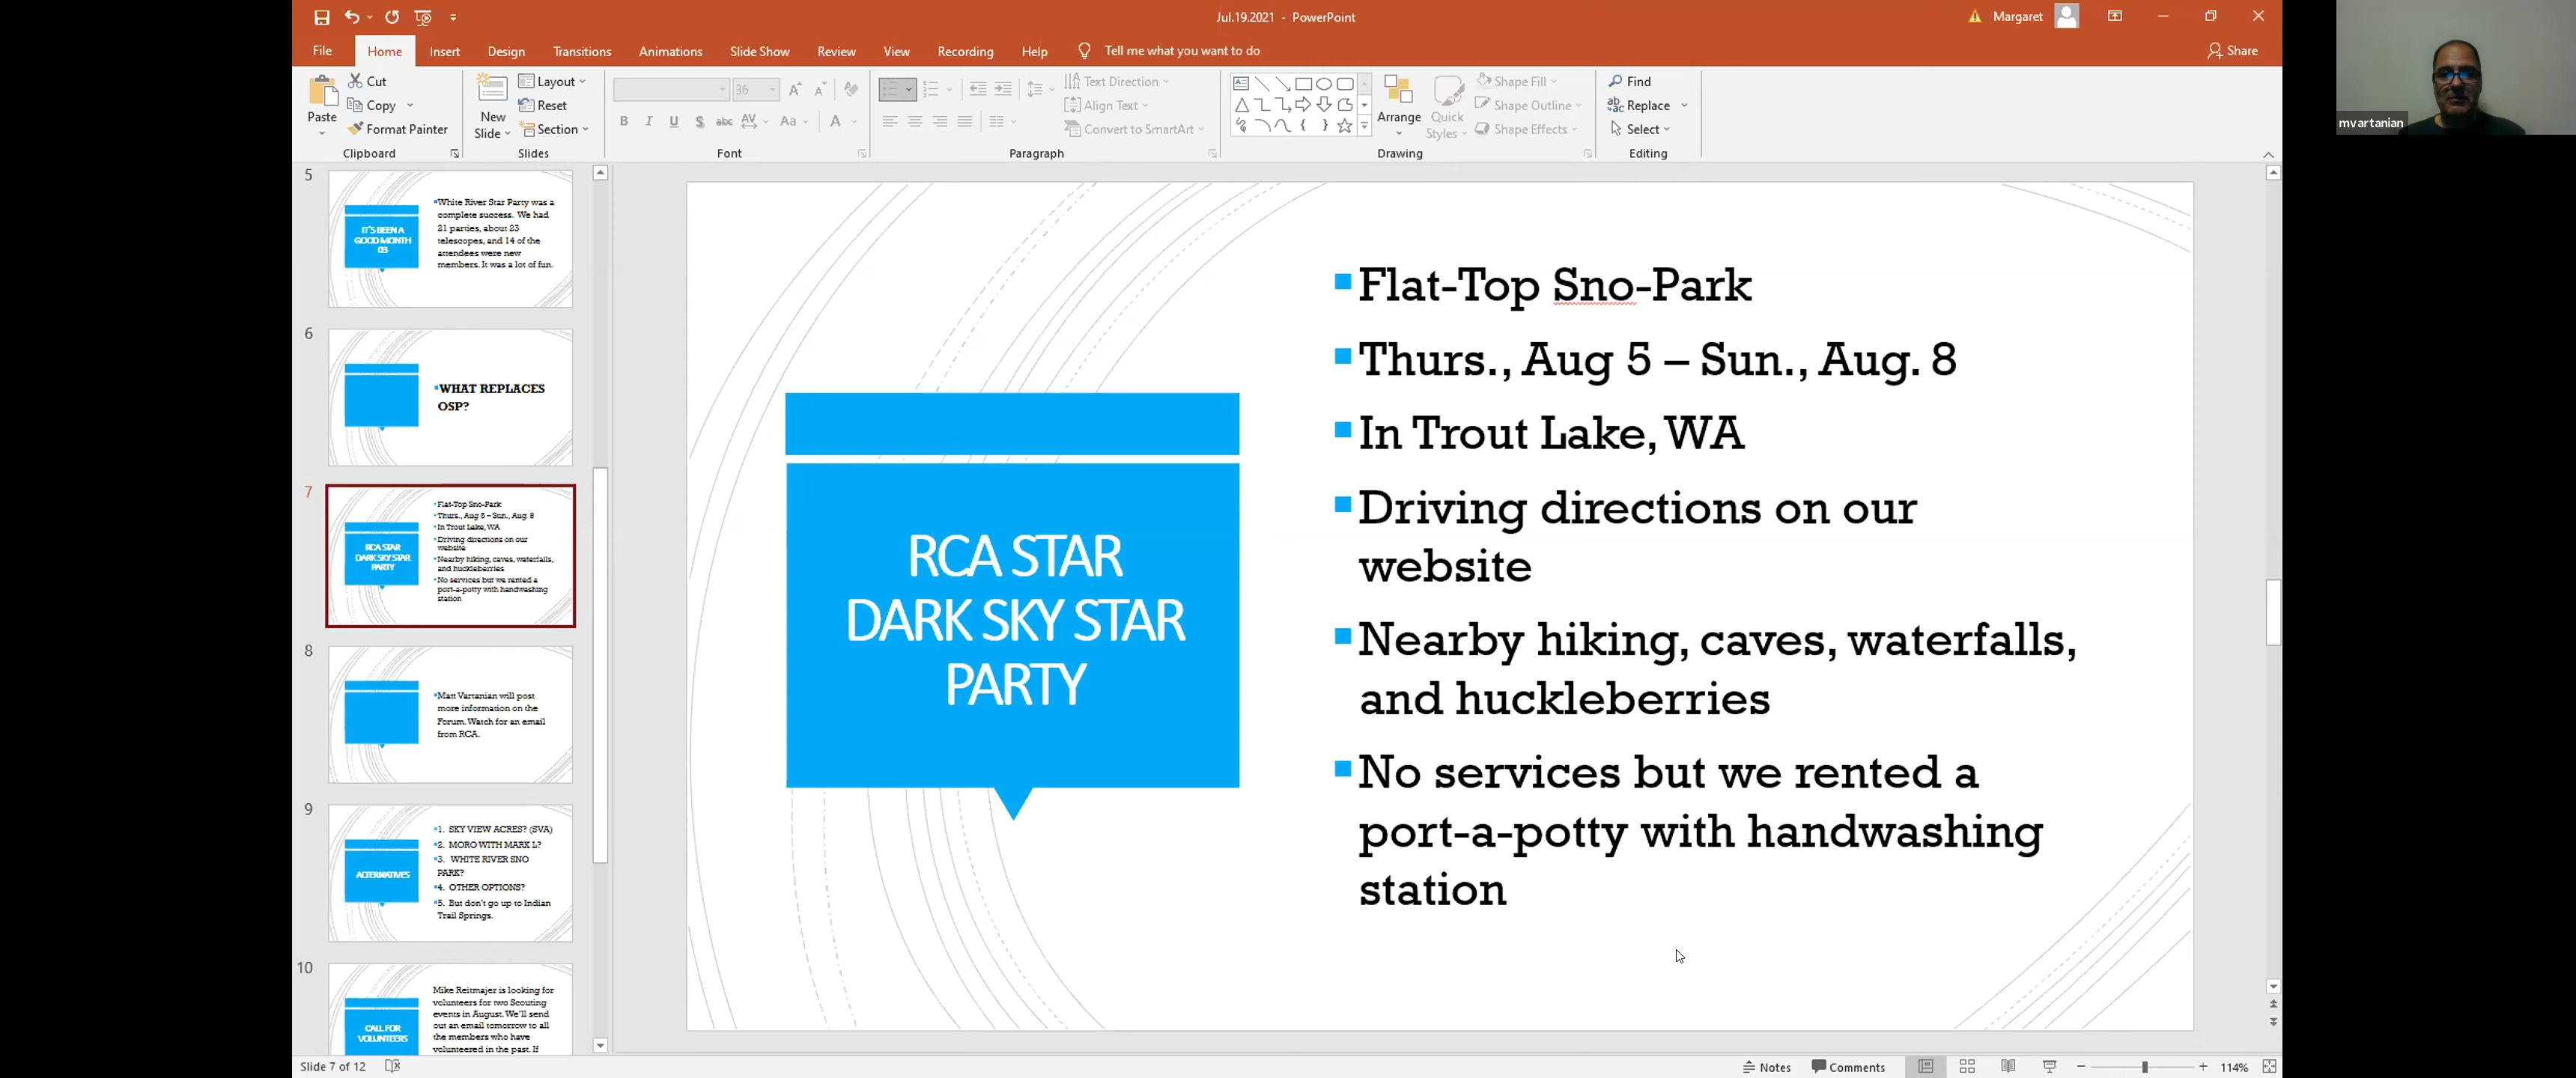 Jul.19.2021 - PowerPoint
Margaret
File
Home
Insert
Design
Transitions
Animations
Slide Show
Review
View
Recording
Help
Tell me what you want to do
Share
Paste
Cut
Copy
Format Painter
Clipboard
New
Slide
Layout
Reset
Section
Slides
36
B I U S abc AV Aa A
Font
Text Direction
Align Text
Convert to SmartArt
Paragraph
Arrange
Quick
Styles
Shape Fill
Shape Outline
Shape Effects
Drawing
Find
Replace
Select
Editing
mvartanian
5
IT'S BEEN A
GOOD MONTH
03
White River Star Party was a
complete success. We had
21 parties, about 23
telescopes, and 14 of the
attendees were new
members. It was a lot of fun.
6
WHAT REPLACES
OSP?
7
RCA STAR
DARK SKY STAR
PARTY
Flat-Top Sno-Park
Thurs., Aug 5 – Sun., Aug. 8
In Trout Lake, WA
Driving directions on our
website
Nearby hiking, caves, waterfalls,
and huckleberries
No services but we rented a
port-a-potty with handwashing
station
8
Matt Vartanian will post
more information on the
Forum. Watch for an email
from RCA.
9
ALTERNATIVES
1. SKY VIEW ACRES? (SVA)
2. MORO WITH MARK L?
3. WHITE RIVER SNO
PARK?
4. OTHER OPTIONS?
5. But don't go up to Indian
Trail Springs.
10
CALL FOR
VOLUNTEERS
Mike Reitmajer is looking for
volunteers for two Scouting
events in August. We'll send
out an email tomorrow to all
the members who have
volunteered in the past. If
RCA STAR
DARK SKY STAR
PARTY
Flat-Top Sno-Park
Thurs., Aug 5 – Sun., Aug. 8
In Trout Lake, WA
Driving directions on our
website
Nearby hiking, caves, waterfalls,
and huckleberries
No services but we rented a
port-a-potty with handwashing
station
Slide 7 of 12
Notes
Comments
114%